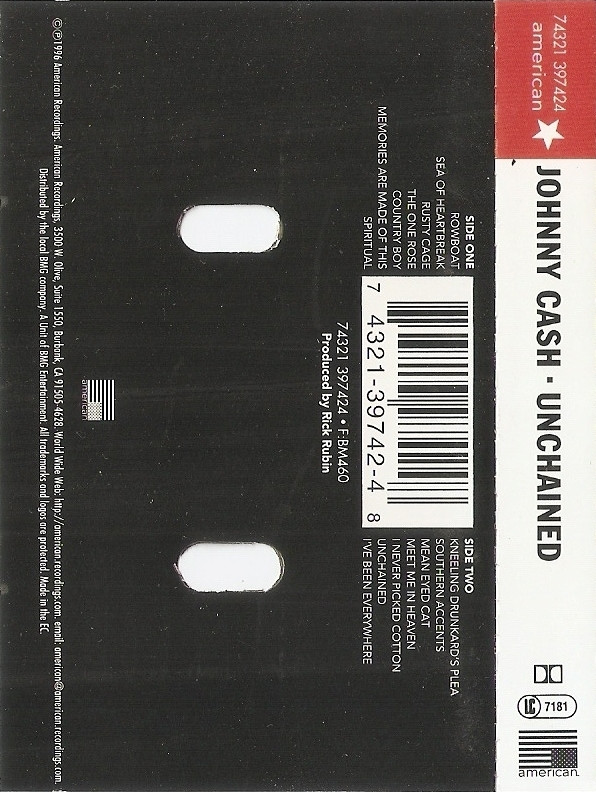 74321 397424
american
JOHNNY CASH · UNCHAINED
LC 7181
american
SIDE ONE
ROWBOAT
SEA OF HEARTBREAK
RUSTY CAGE
THE ONE ROSE
COUNTRY BOY
MEMORIES ARE MADE OF THIS
SPIRITUAL
7 4321-39742-4 8
SIDE TWO
KNEELING DRUNKARD'S PLEA
SOUTHERN ACCENTS
MEAN EYED CAT
MEET ME IN HEAVEN
I NEVER PICKED COTTON
UNCHAINED
I'VE BEEN EVERYWHERE
74321 397424 • F:BM460
Produced by Rick Rubin
american
©℗1996 American Recordings. American Recordings, 3500 W. Olive, Suite 1550, Burbank, CA 91505-4628. World Wide Web: http://american.recordings.com. email: american@american.recordings.com.
Distributed by the local BMG company. A Unit of BMG Entertainment. All trademarks and logos are protected. Made in the EC.